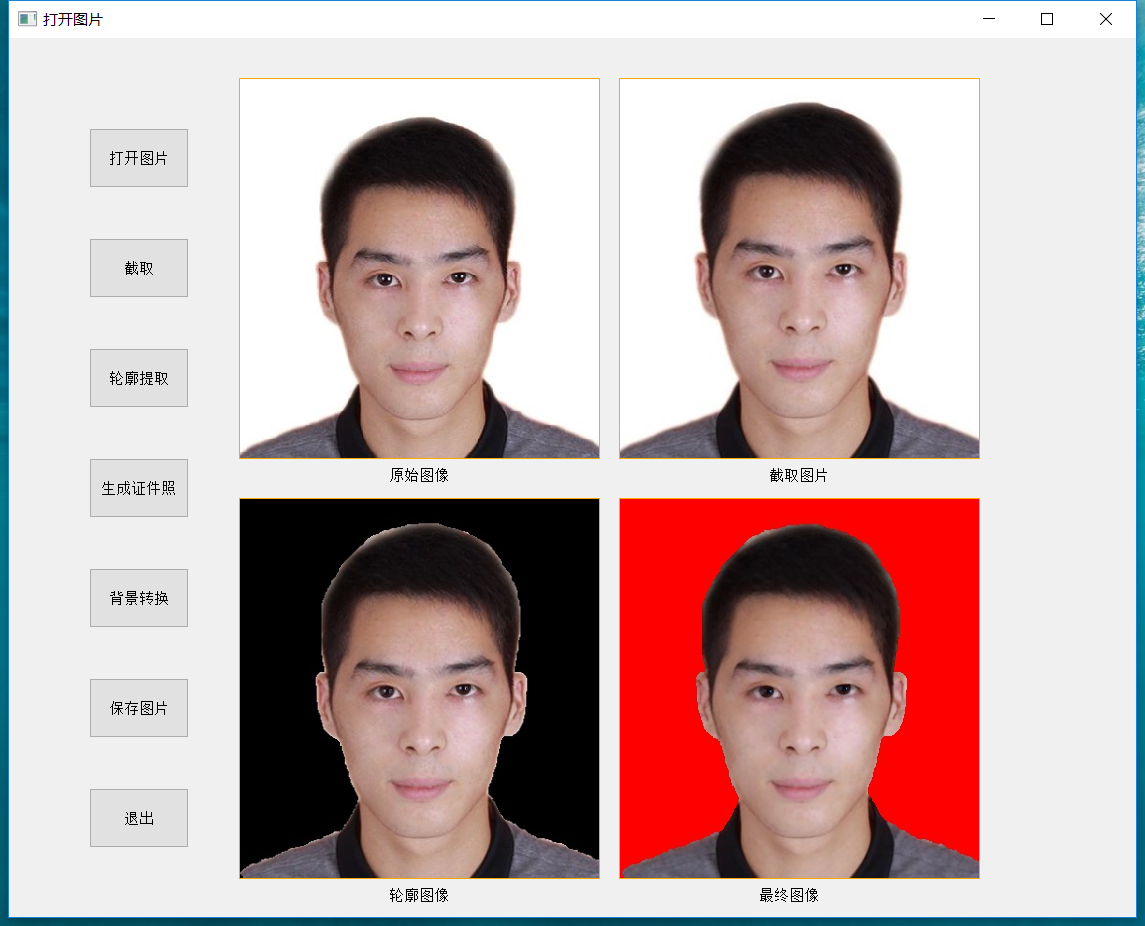 打开图片
打开图片
截取
轮廓提取
生成证件照
背景转换
保存图片
退出
原始图像
截取图片
轮廓图像
最终图像